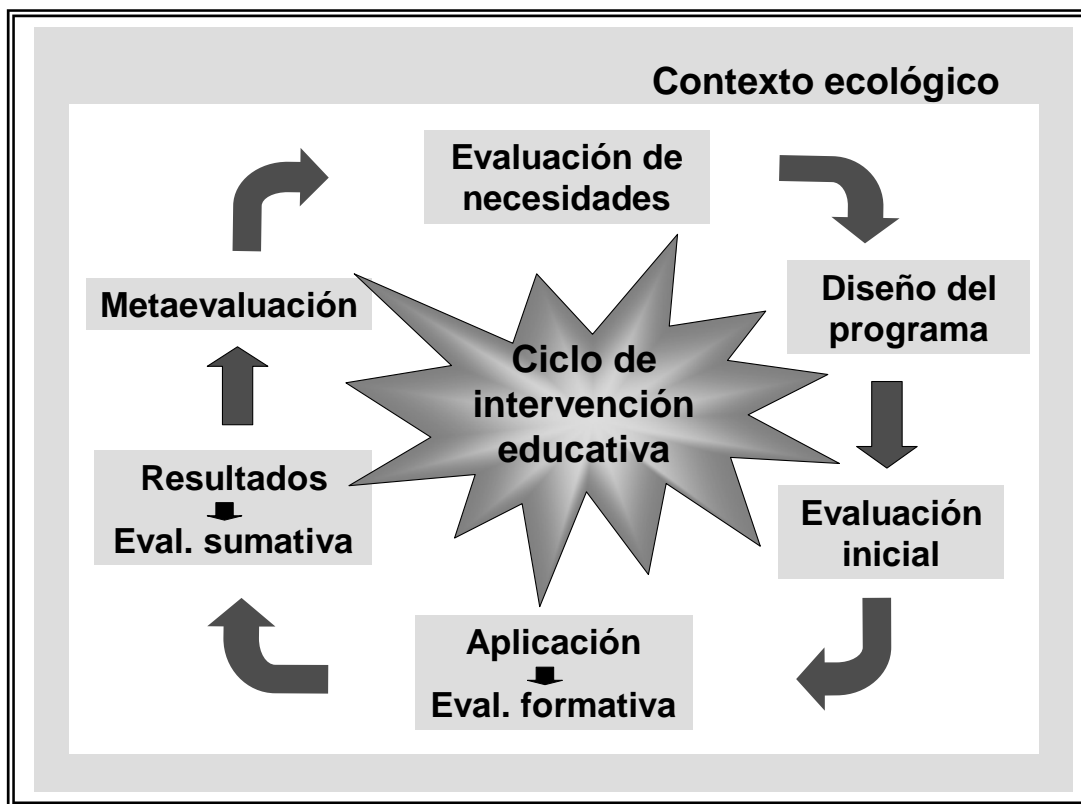 Contexto ecológico
Evaluación de
necesidades
Diseño del
programa
Evaluación
inicial
Aplicación
Eval. formativa
Resultados
Eval. sumativa
Metaevaluación
Ciclo de
intervención
educativa